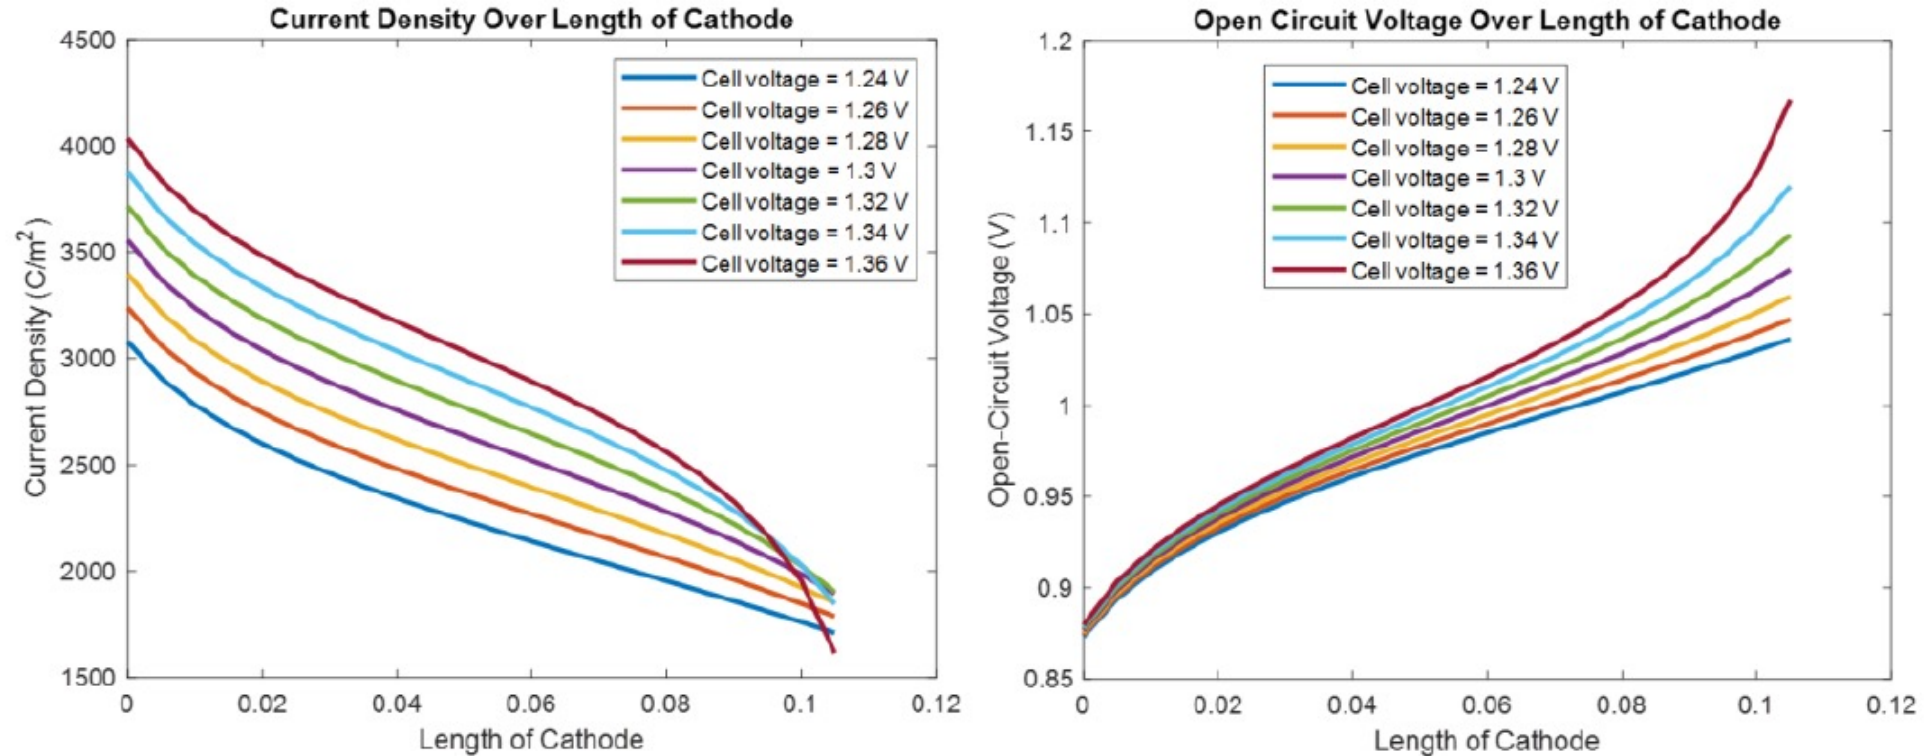 Current Density Over Length of Cathode
4500
4000
3500
3000
2500
2000
1500
Current Density (C/m²)
Cell voltage = 1.24 V
Cell voltage = 1.26 V
Cell voltage = 1.28 V
Cell voltage = 1.3 V
Cell voltage = 1.32 V
Cell voltage = 1.34 V
Cell voltage = 1.36 V
0 0.02 0.04 0.06 0.08 0.1 0.12
Length of Cathode
Open Circuit Voltage Over Length of Cathode
1.2
1.15
1.1
1.05
1
0.95
0.9
0.85
Open-Circuit Voltage (V)
Cell voltage = 1.24 V
Cell voltage = 1.26 V
Cell voltage = 1.28 V
Cell voltage = 1.3 V
Cell voltage = 1.32 V
Cell voltage = 1.34 V
Cell voltage = 1.36 V
0 0.02 0.04 0.06 0.08 0.1 0.12
Length of Cathode